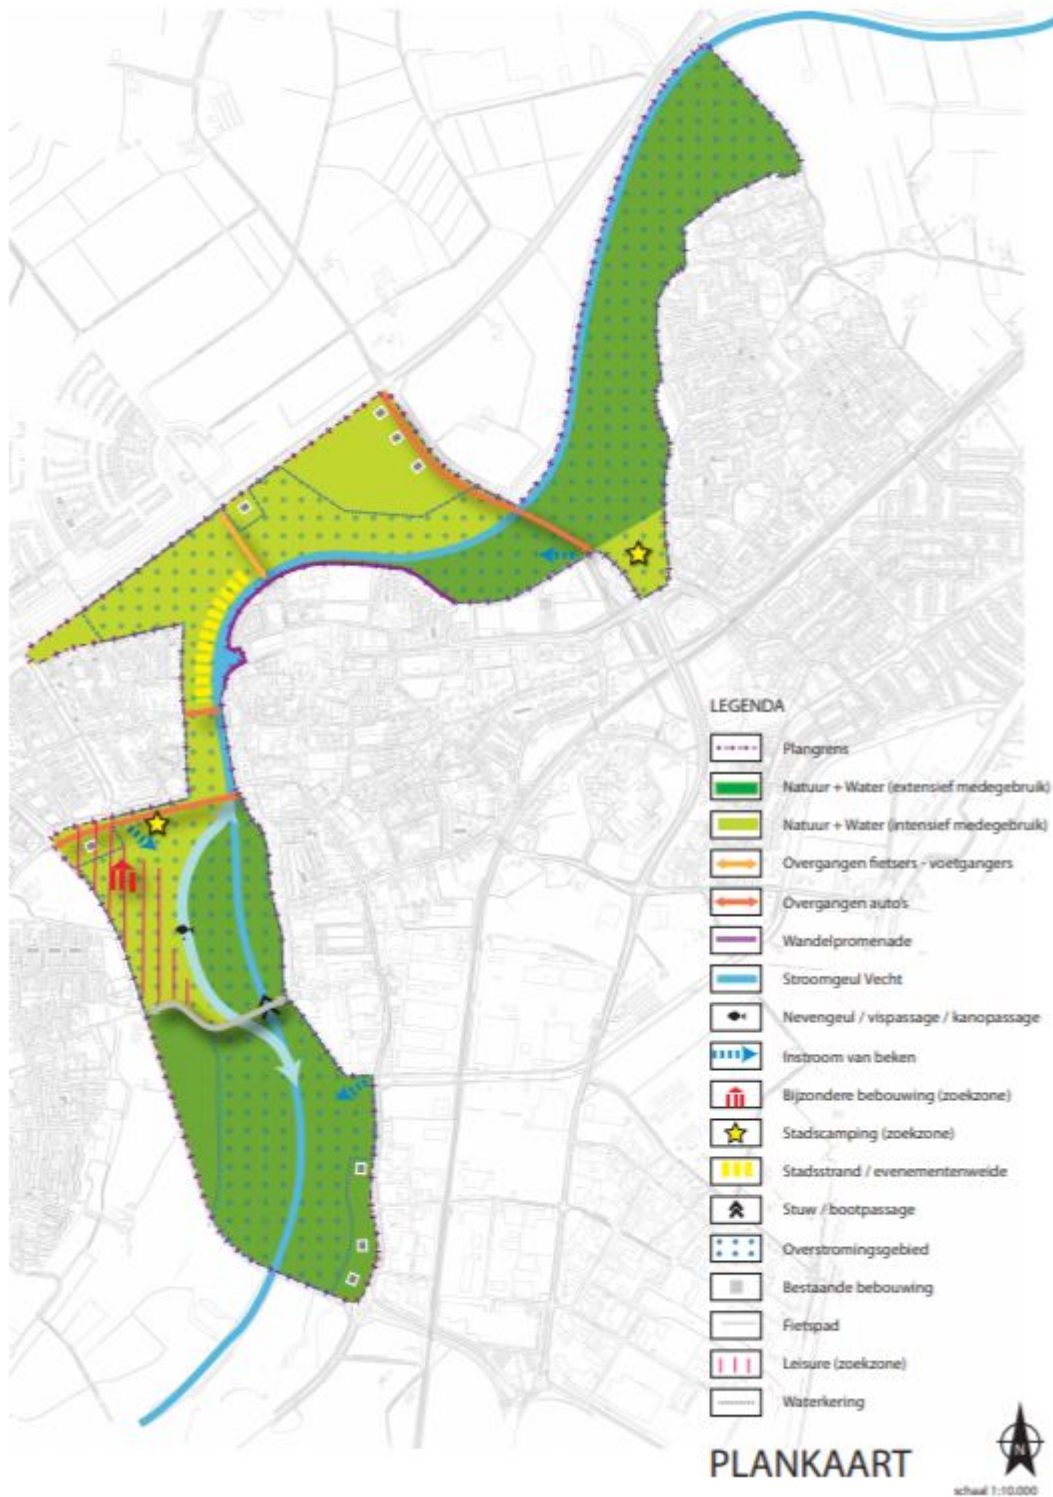 LEGENDA
Plangrens
Natuur + Water (extensief medegebruik)
Natuur + Water (intensief medegebruik)
Overgangen fietsers - voetgangers
Overgangen auto's
Wandelpromenade
Stroomgeul Vecht
Nevengeul / vispassage / kanopassage
Instroom van beken
Bijzondere bebouwing (zoekzone)
Stadscamping (zoekzone)
Stadsstrand / evenementenweide
Stuw / bootpassage
Overstromingsgebied
Bestaande bebouwing
Fietspad
Leisure (zoekzone)
Waterkering
PLANKAART
N
schaal 1:10.000